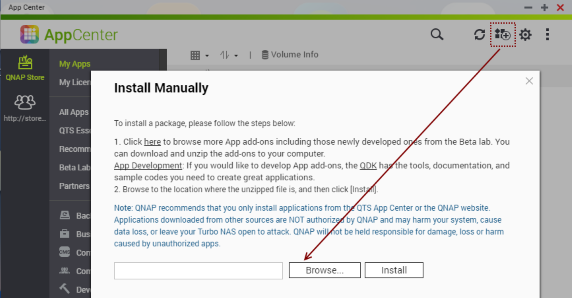 App Center
AppCenter
QNAP Store
http://store...
My Apps
My Licen
All Apps
QTS Esse
Recomm
Beta Lab
Partners
Bac
Bus
Con
Con
Deve
Volume Info
Install Manually
To install a package, please follow the steps below:
1. Click here to browse more App add-ons including those newly developed ones from the Beta lab. You
can download and unzip the add-ons to your computer.
App Development: If you would like to develop App add-ons, the QDK has the tools, documentation, and
sample codes you need to create great applications.
2. Browse to the location where the unzipped file is, and then click [Install].
Note: QNAP recommends that you only install applications from the QTS App Center or the QNAP website.
Applications downloaded from other sources are NOT authorized by QNAP and may harm your system, cause
data loss, or leave your Turbo NAS open to attack. QNAP will not be held responsible for damage, loss or harm
caused by unauthorized apps.
Browse... Install